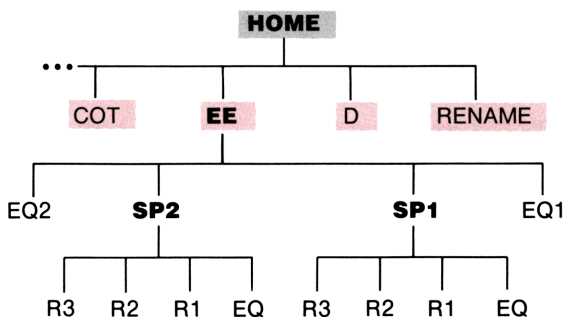 HOME
... COT EE D RENAME
EQ2 SP2 SP1 EQ1
R3 R2 R1 EQ R3 R2 R1 EQ